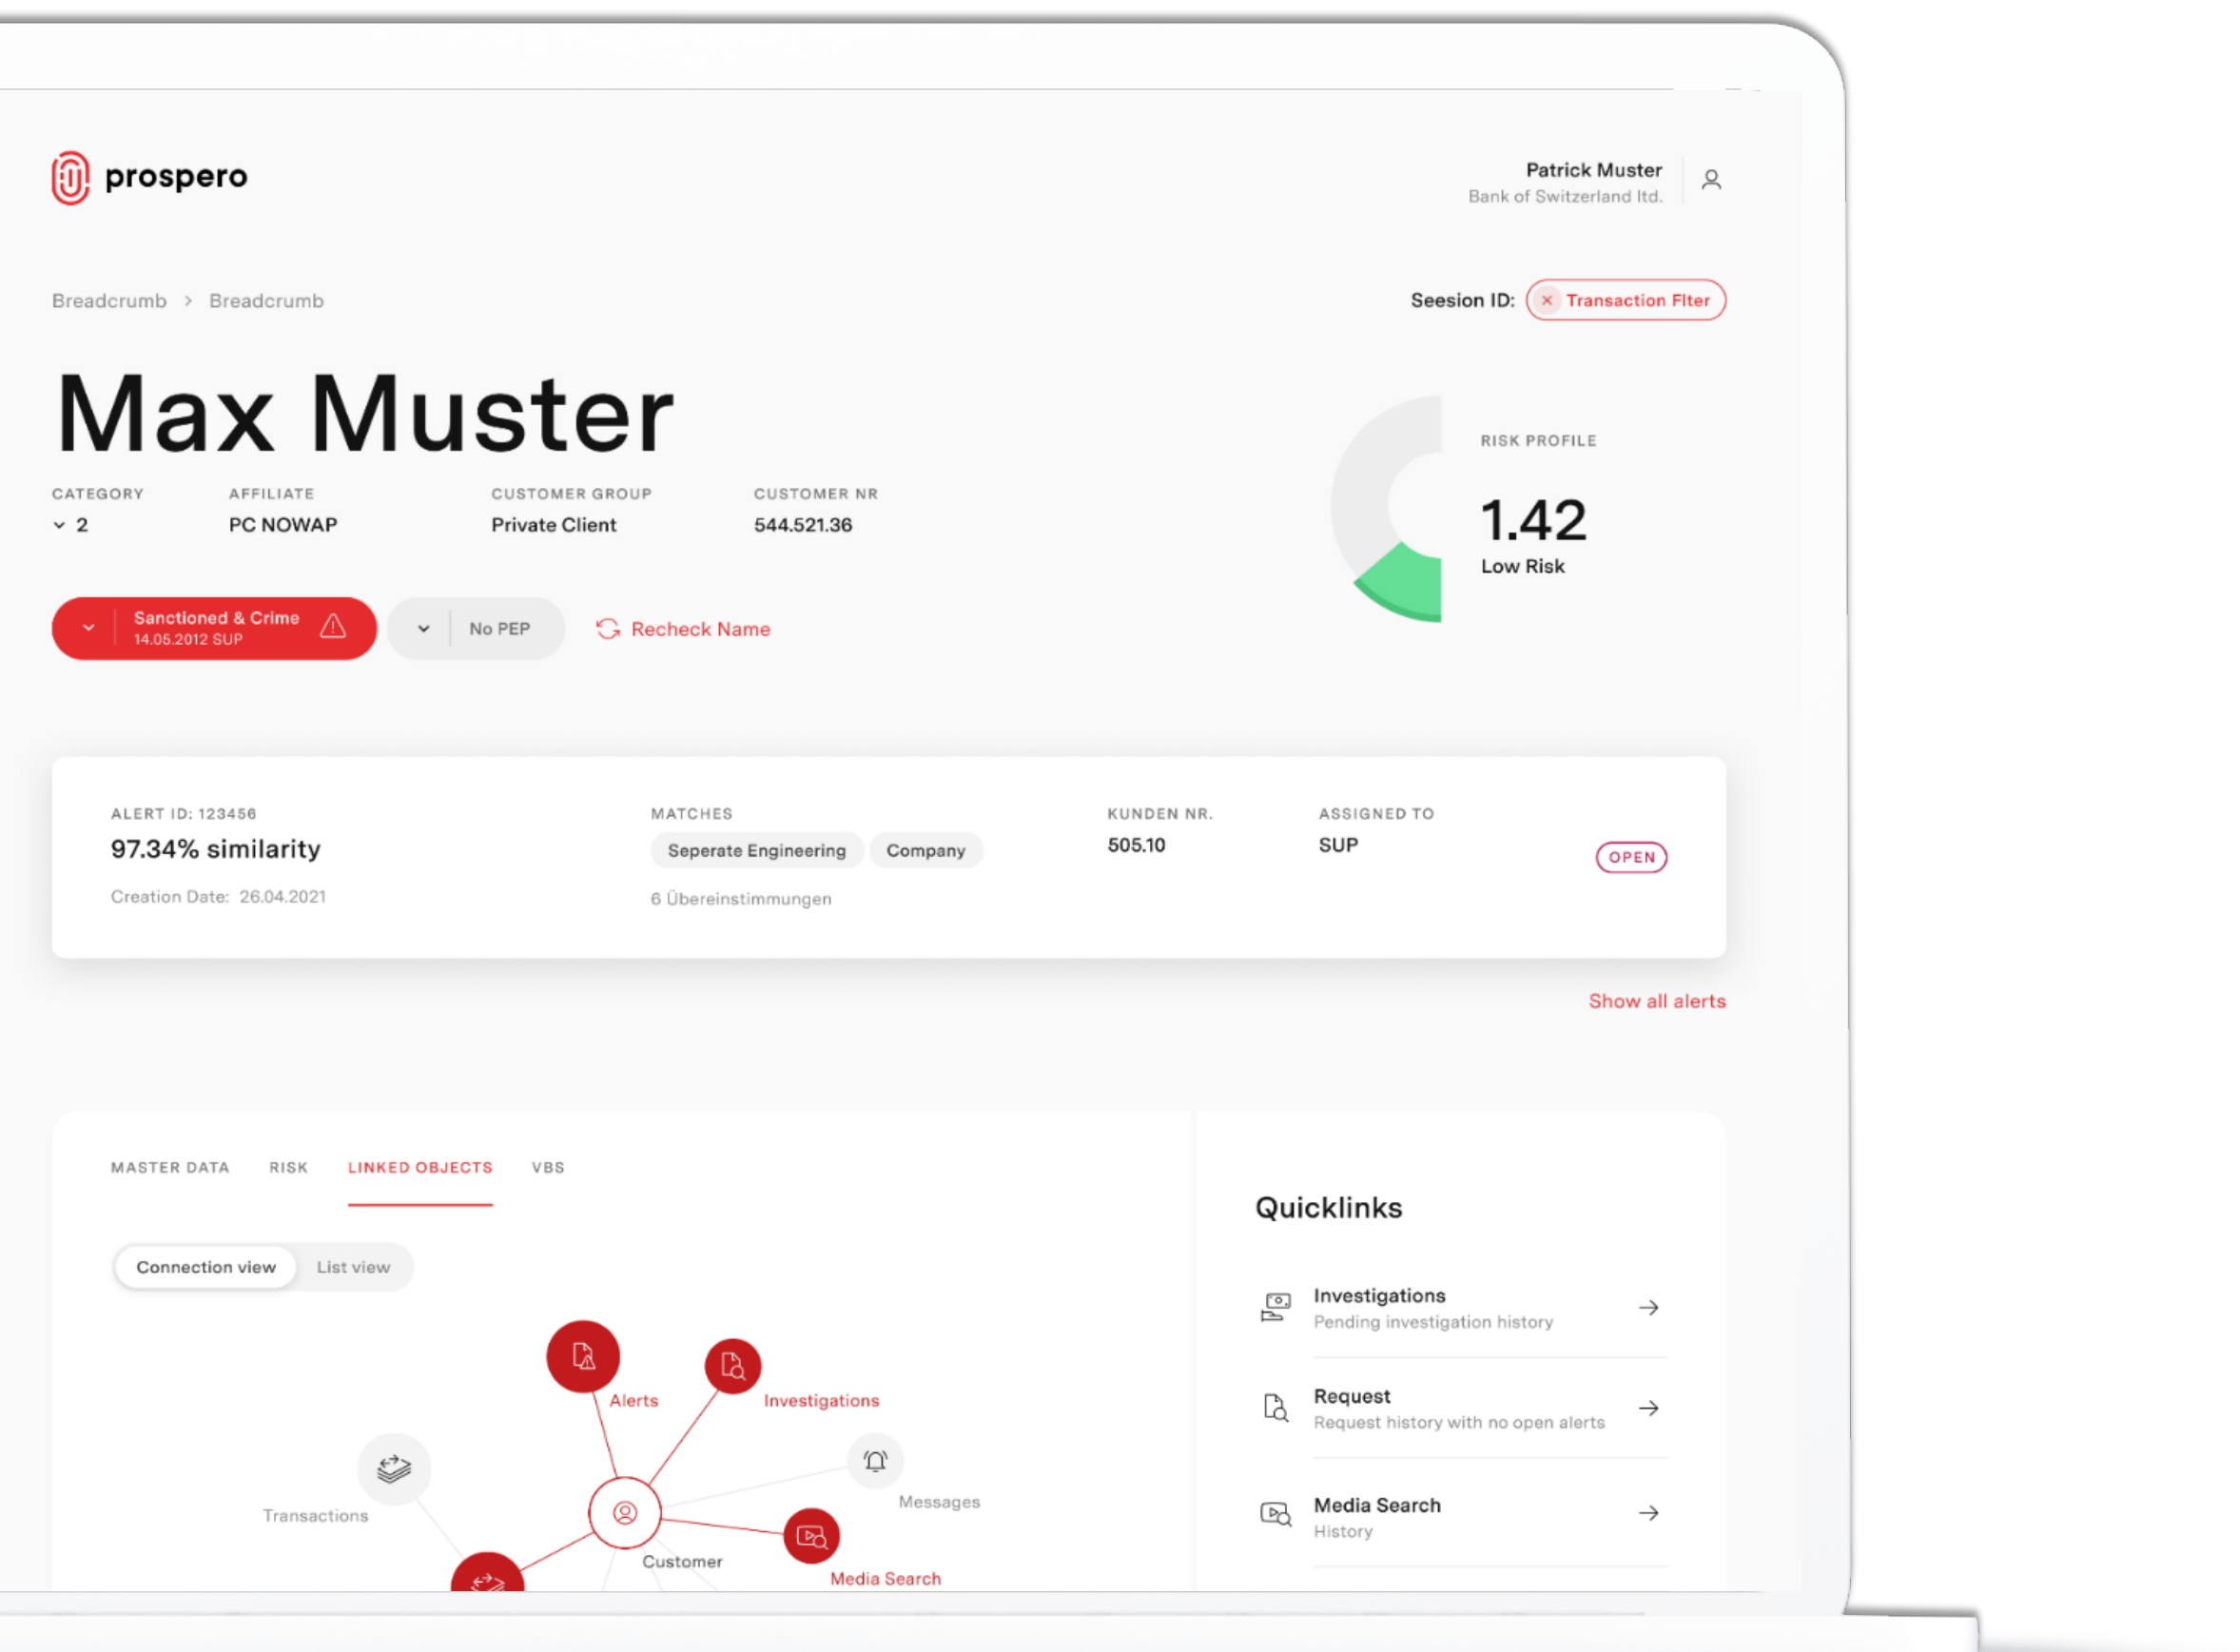 prospero
Patrick Muster
Bank of Switzerland ltd.
Breadcrumb > Breadcrumb
Seesion ID: × Transaction Flter
Max Muster
CATEGORY
2
AFFILIATE
PC NOWAP
CUSTOMER GROUP
Private Client
CUSTOMER NR
544.521.36
RISK PROFILE
1.42
Low Risk
Sanctioned & Crime
14.05.2012 SUP
No PEP
Recheck Name
ALERT ID: 123456
97.34% similarity
Creation Date: 26.04.2021
MATCHES
Seperate Engineering
Company
6 Übereinstimmungen
KUNDEN NR.
505.10
ASSIGNED TO
SUP
OPEN
Show all alerts
MASTER DATA
RISK
LINKED OBJECTS
VBS
Connection view
List view
Alerts
Investigations
Transactions
Messages
Customer
Media Search
Quicklinks
Investigations
Pending investigation history
Request
Request history with no open alerts
Media Search
History